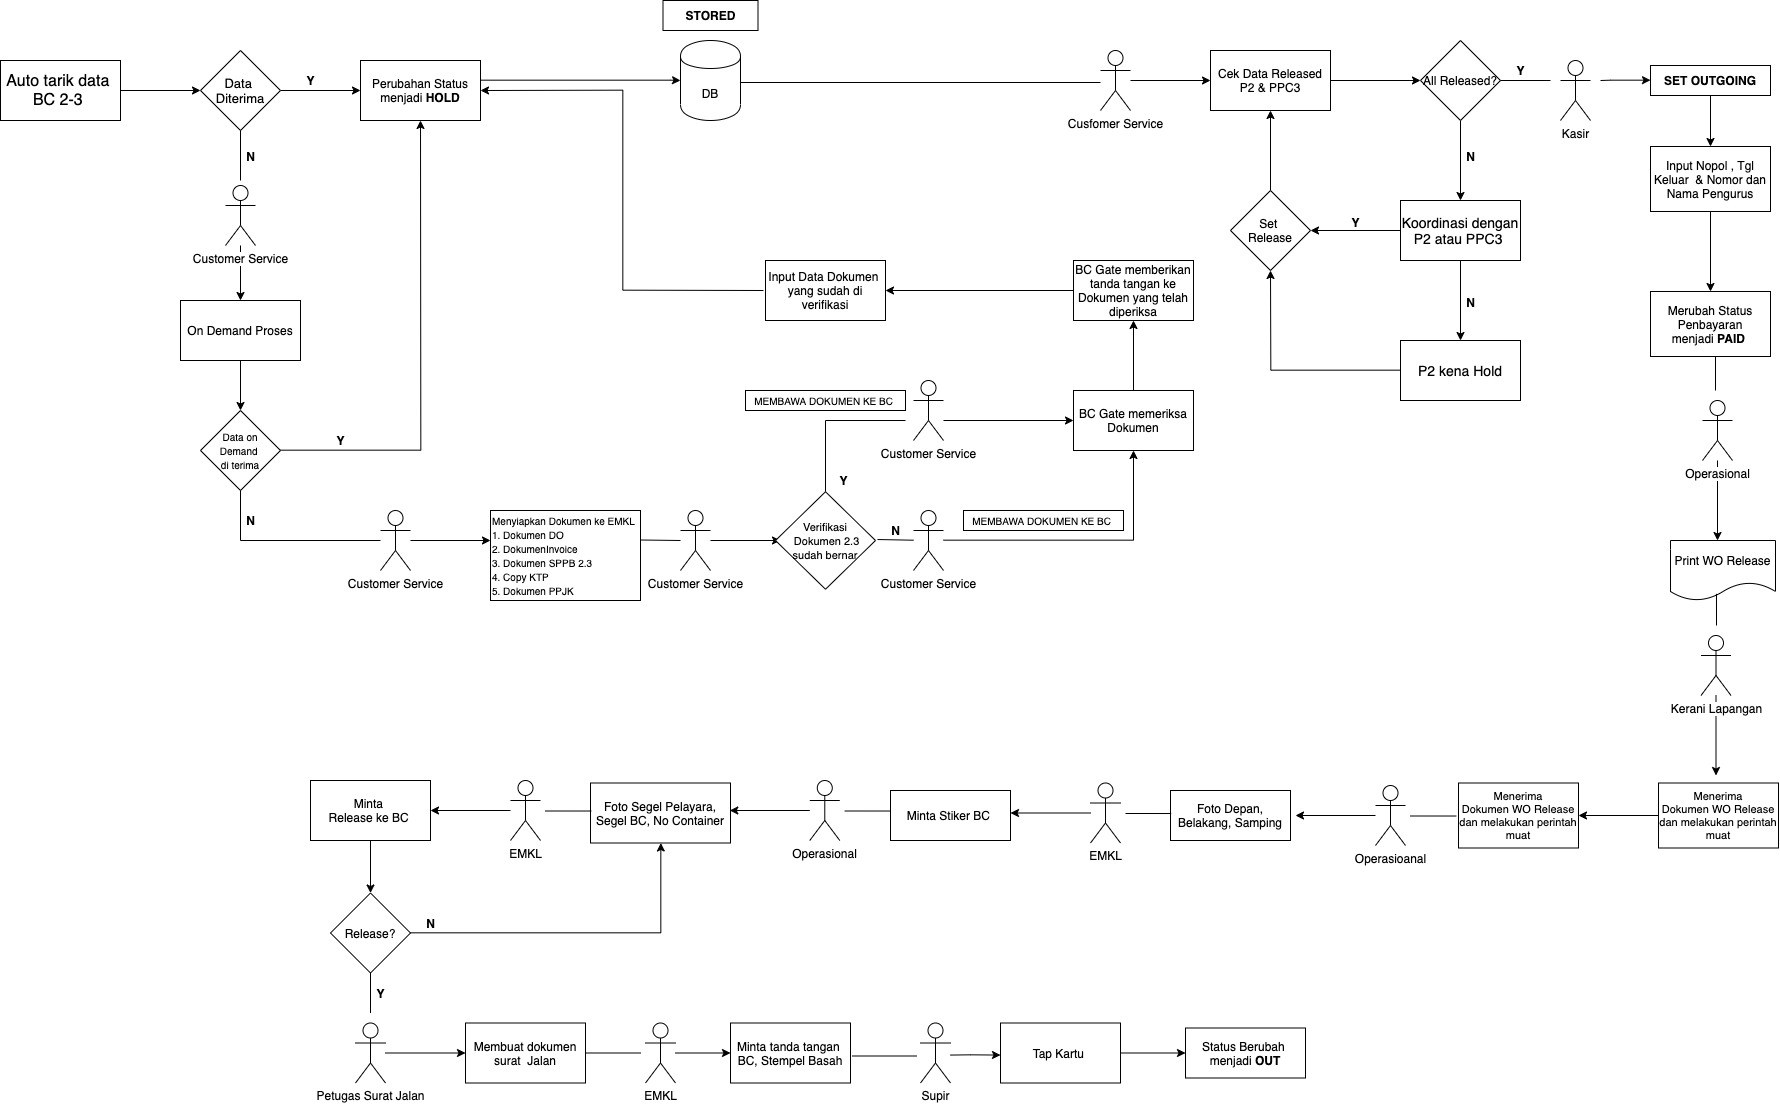 STORED
Auto tarik data
BC 2-3
Data
Diterima
Y
Perubahan Status
menjadi HOLD
DB
Cusfomer Service
Cek Data Released
P2 & PPC3
All Released?
Y
Kasir
SET OUTGOING
N
Customer Service
N
Input Nopol , Tgl
Keluar & Nomor dan
Nama Pengurus
Set
Release
Y
Koordinasi dengan
P2 atau PPC3
Input Data Dokumen
yang sudah di
verifikasi
BC Gate memberikan
tanda tangan ke
Dokumen yang telah
diperiksa
N
On Demand Proses
Merubah Status
Penbayaran
menjadi PAID
P2 kena Hold
MEMBAWA DOKUMEN KE BC
Customer Service
BC Gate memeriksa
Dokumen
Data on
Demand
di terima
Y
Operasional
N
Customer Service
Menyiapkan Dokumen ke EMKL
1. Dokumen DO
2. DokumenInvoice
3. Dokumen SPPB 2.3
4. Copy KTP
5. Dokumen PPJK
Customer Service
Y
Verifikasi
Dokumen 2.3
sudah bernar
N
Customer Service
MEMBAWA DOKUMEN KE BC
Print WO Release
Kerani Lapangan
Minta
Release ke BC
EMKL
Foto Segel Pelayara,
Segel BC, No Container
Operasional
Minta Stiker BC
EMKL
Foto Depan,
Belakang, Samping
Operasioanal
Menerima
Dokumen WO Release
dan melakukan perintah
muat
Menerima
Dokumen WO Release
dan melakukan perintah
muat
Release?
N
Y
Petugas Surat Jalan
Membuat dokumen
surat Jalan
EMKL
Minta tanda tangan
BC, Stempel Basah
Supir
Tap Kartu
Status Berubah
menjadi OUT